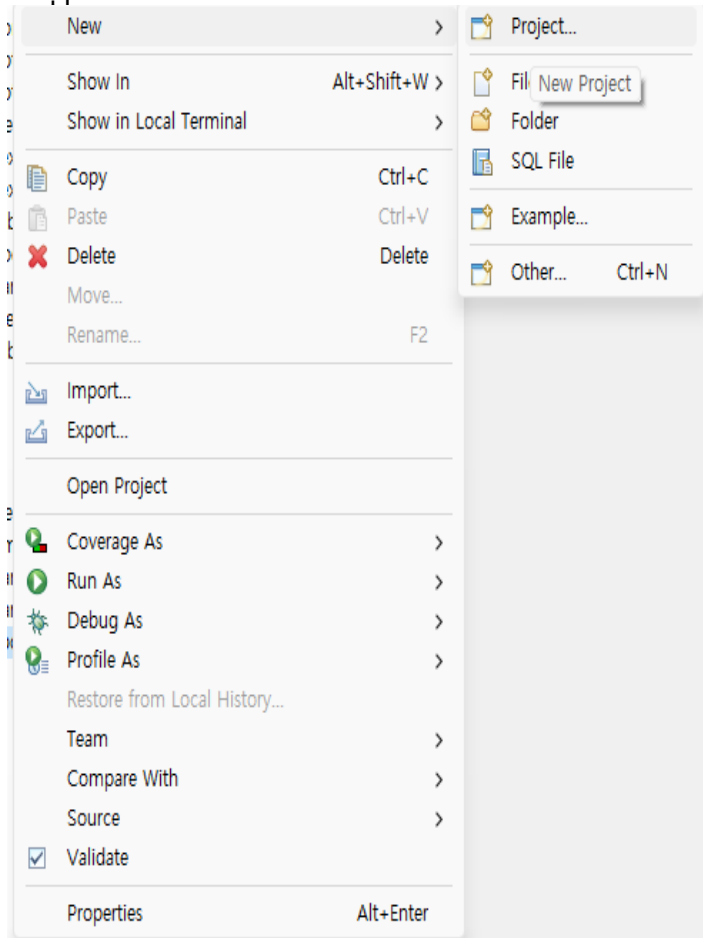 New
Show In Alt+Shift+W
Show in Local Terminal
Copy Ctrl+C
Paste Ctrl+V
Delete Delete
Move...
Rename... F2
Import...
Export...
Open Project
Coverage As
Run As
Debug As
Profile As
Restore from Local History...
Team
Compare With
Source
Validate
Properties Alt+Enter
Project...
New Project
Folder
SQL File
Example...
Other... Ctrl+N